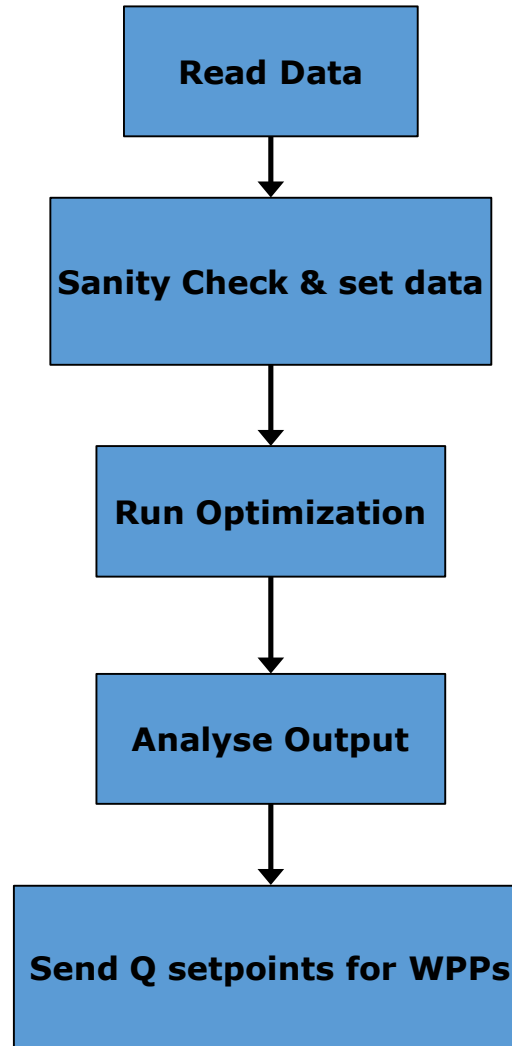 Read Data
Sanity Check & set data
Run Optimization
Analyse Output
Send Q setpoints for WPPs